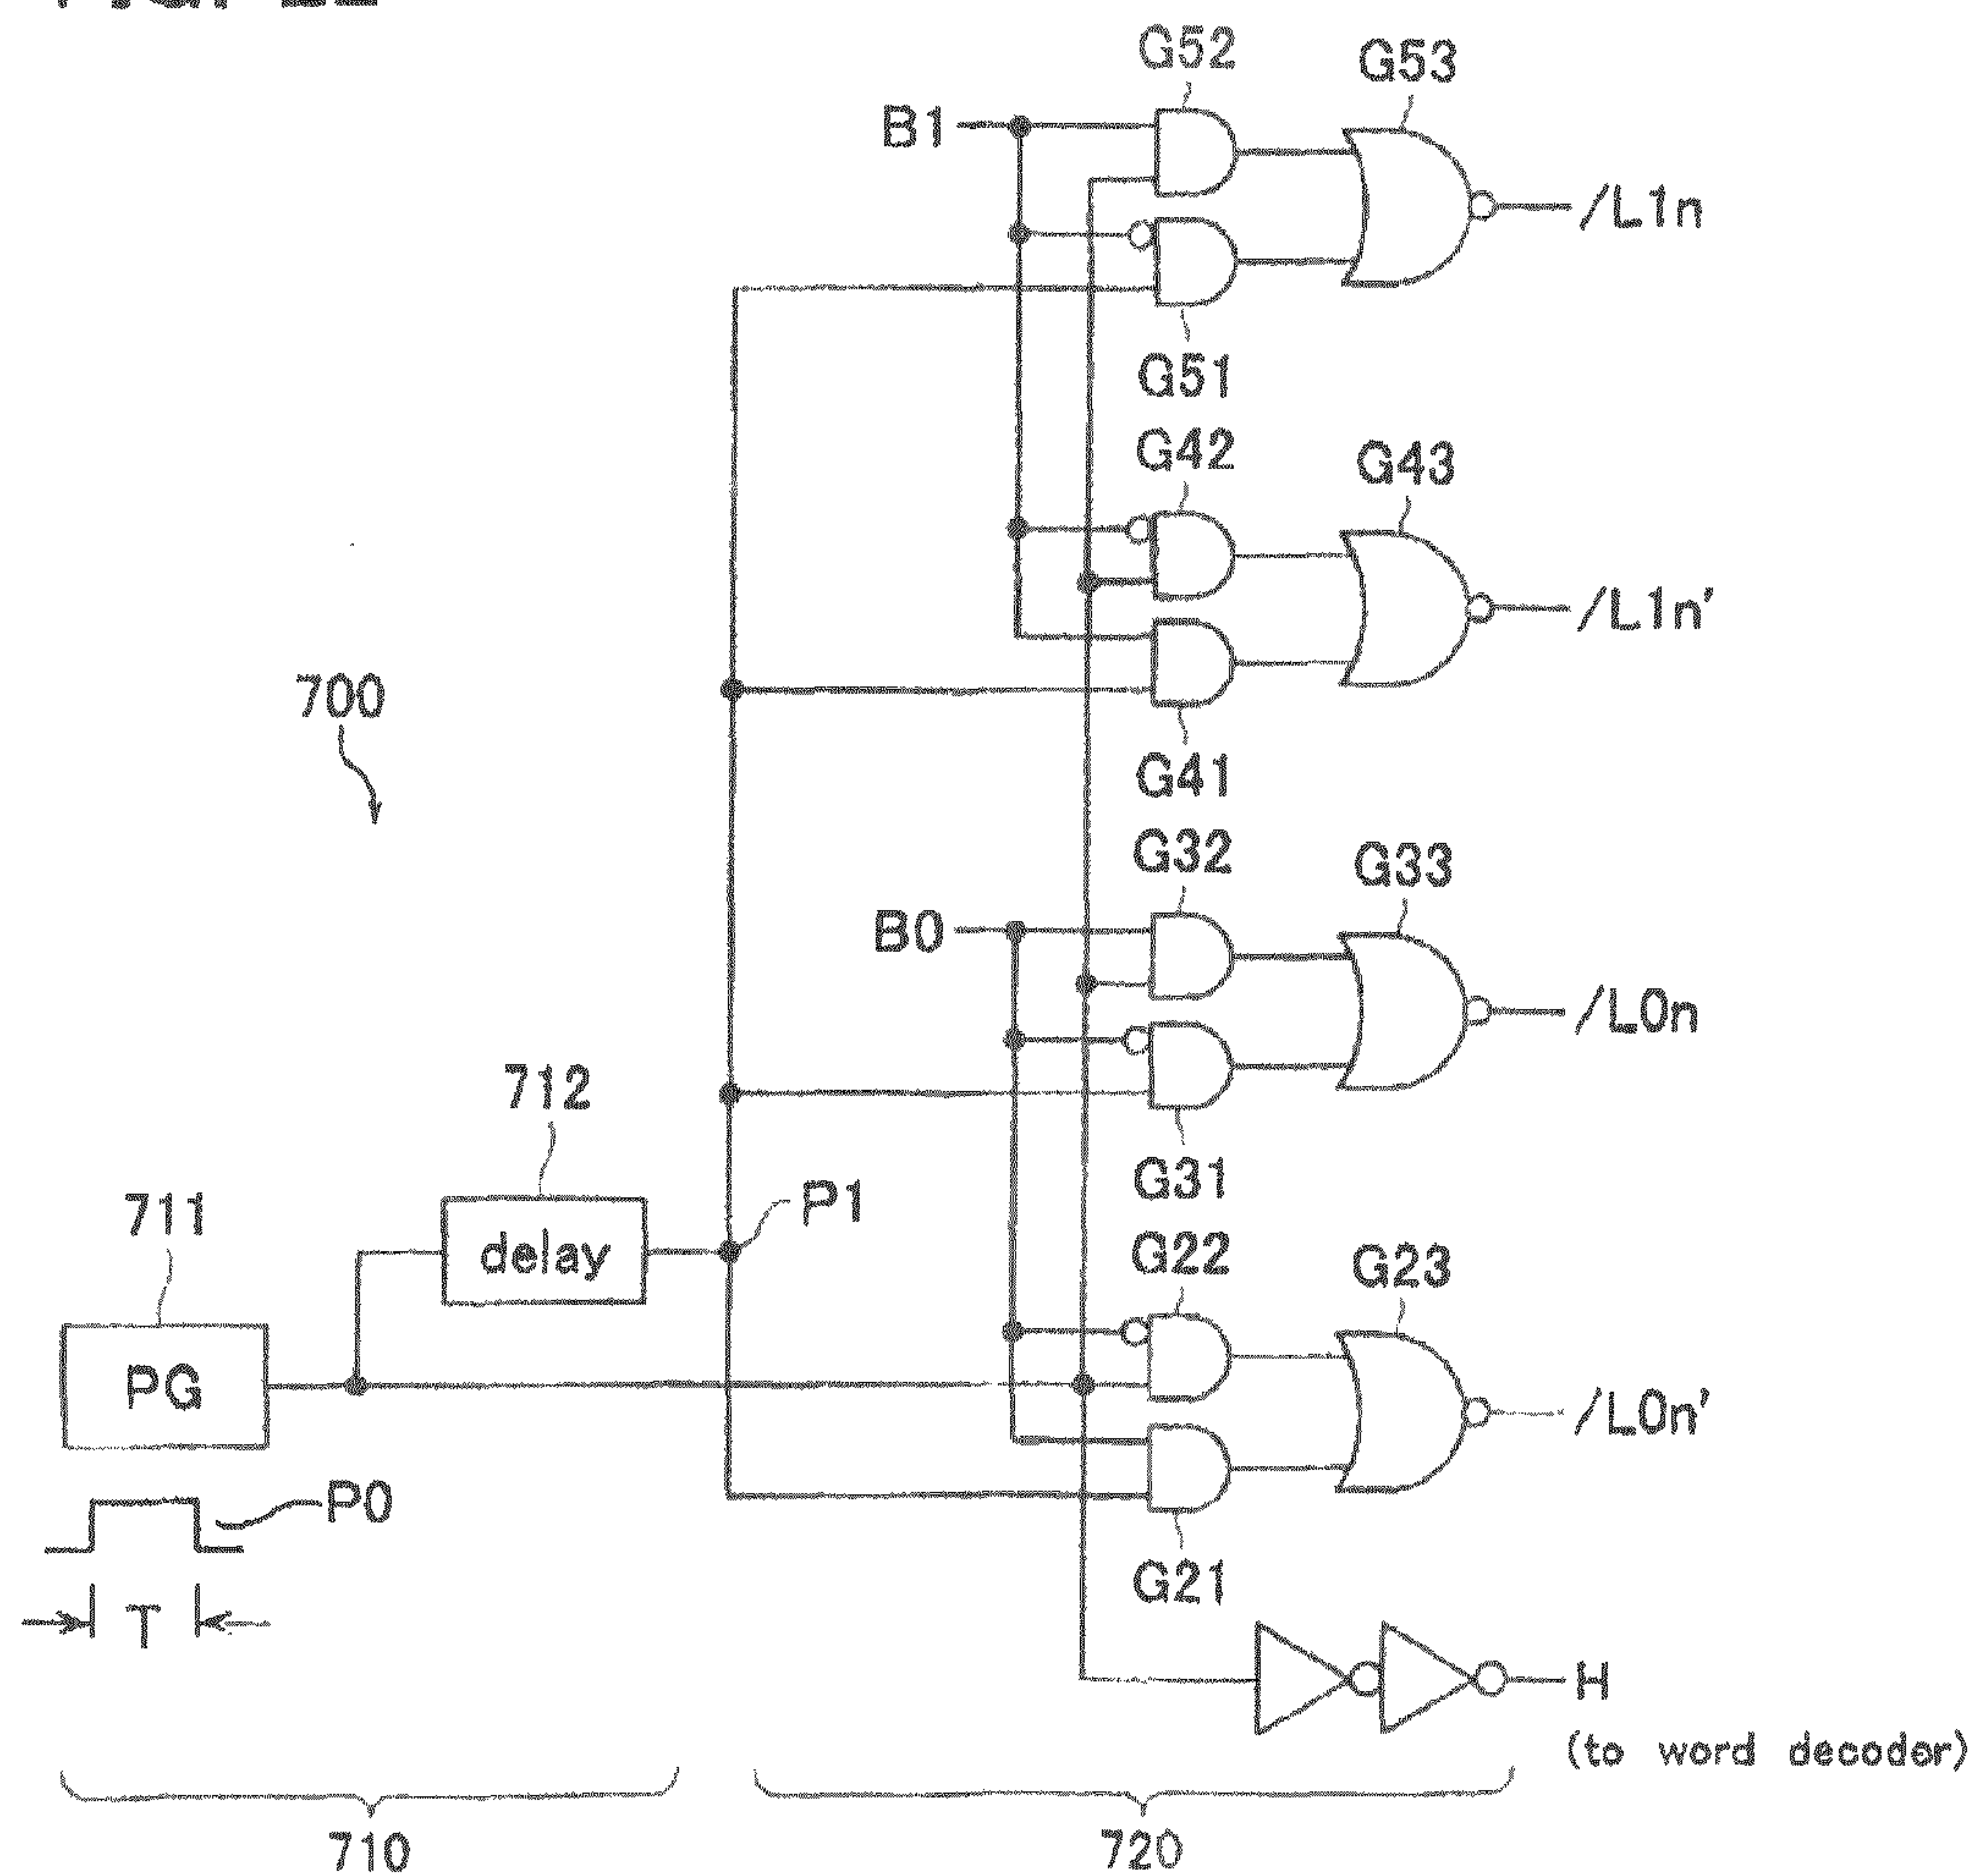 G52
G53
B1
/L1n
G51
G42
G43
/L1n'
700
G41
G32
G33
B0
/L0n
712
G31
711
delay
P1
G22
G23
PG
/L0n'
P0
G21
T
H
(to word decoder)
710
720